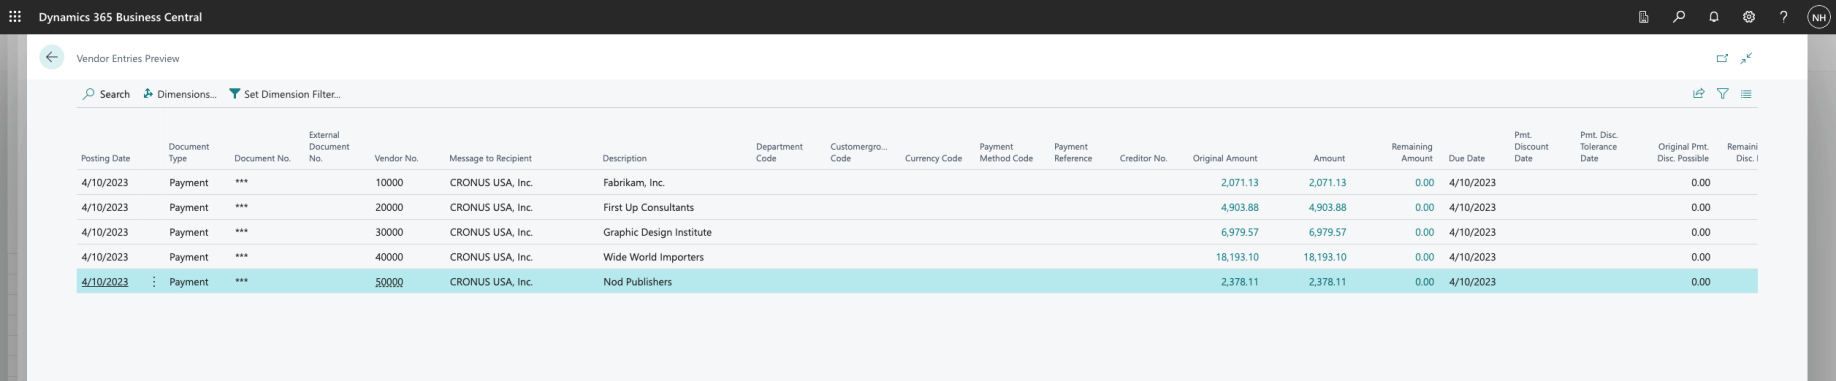 Dynamics 365 Business Central
NH
Vendor Entries Preview
Search Dimensions... Set Dimension Filter...
Posting Date Document Type Document No. External Document No. Vendor No. Message to Recipient Description Department Code Customergro... Code Currency Code Payment Method Code Payment Reference Creditor No. Original Amount Amount Remaining Amount Due Date Pmt. Discount Date Pmt. Disc. Tolerance Date Original Pmt. Disc. Possible Remaini Disc.
4/10/2023 Payment *** 10000 CRONUS USA, Inc. Fabrikam, Inc. 2,071.13 2,071.13 0.00 4/10/2023 0.00
4/10/2023 Payment *** 20000 CRONUS USA, Inc. First Up Consultants 4,903.88 4,903.88 0.00 4/10/2023 0.00
4/10/2023 Payment *** 30000 CRONUS USA, Inc. Graphic Design Institute 6,979.57 6,979.57 0.00 4/10/2023 0.00
4/10/2023 Payment *** 40000 CRONUS USA, Inc. Wide World Importers 18,193.10 18,193.10 0.00 4/10/2023 0.00
4/10/2023 Payment *** 50000 CRONUS USA, Inc. Nod Publishers 2,378.11 2,378.11 0.00 4/10/2023 0.00